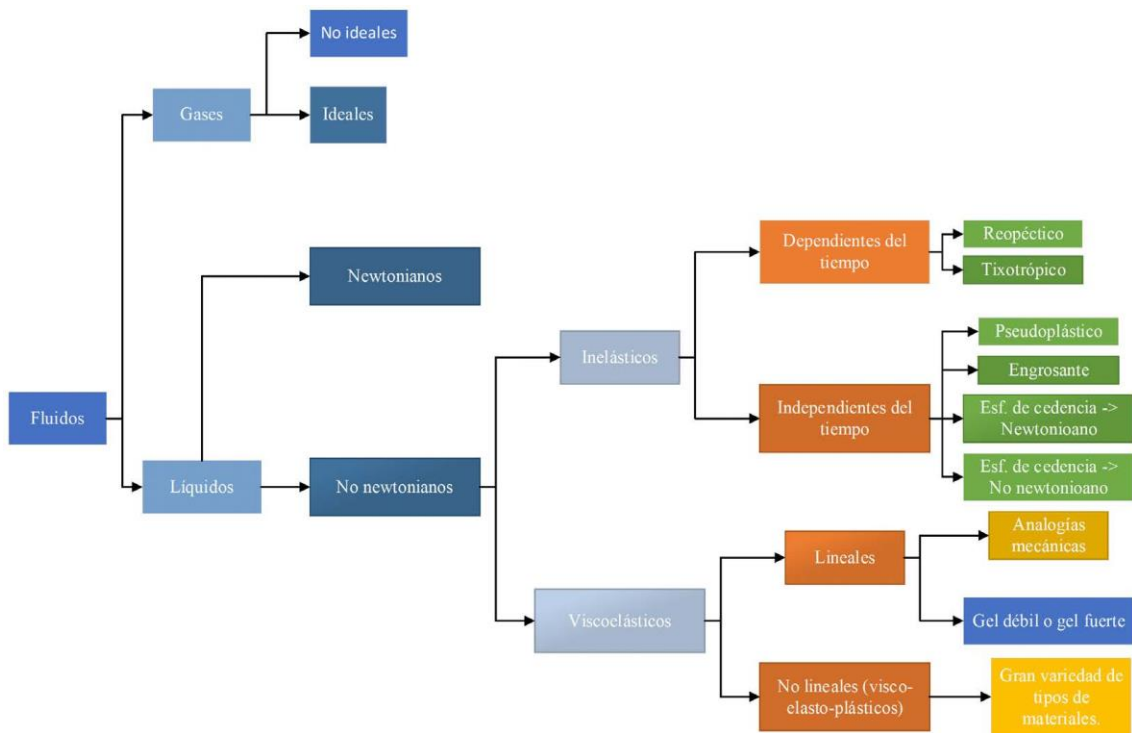 No ideales
Gases
Ideales
Dependientes del
tiempo
Reopéctico
Tixotrópico
Newtonianos
Pseudoplástico
Inelásticos
Engrosante
Fluidos
Independientes del
tiempo
Esf. de cedencia ->
Newtonioano
Líquidos
No newtonianos
Esf. de cedencia ->
No newtonioano
Analogías
mecánicas
Lineales
Viscoelásticos
Gel débil o gel fuerte
No lineales (visco-
elasto-plásticos)
Gran variedad de
tipos de
materiales.